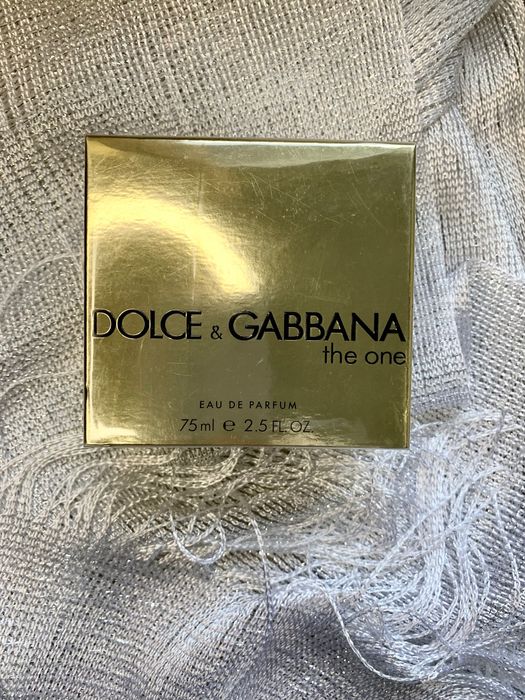 DOLCE & GABBANA
the one
EAU DE PARFUM
75ml e 2.5 FL.OZ.